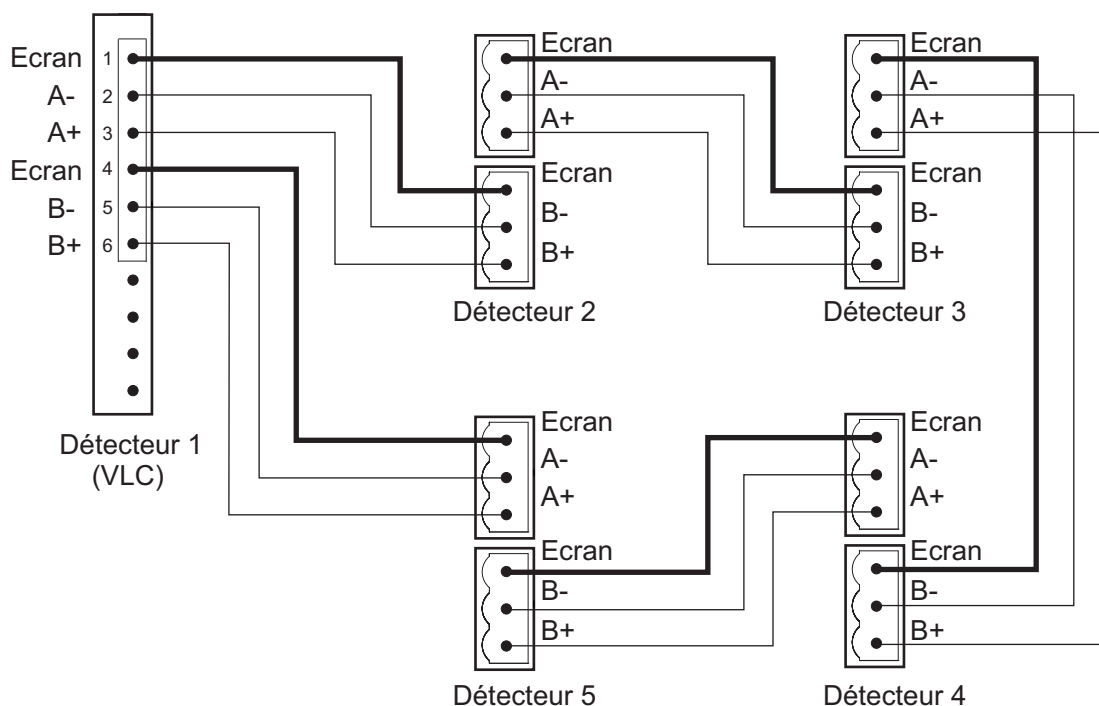 Ecran 1
A- 2
A+ 3
Ecran 4
B- 5
B+ 6
Détecteur 1
(VLC)
Ecran
A-
A+
Ecran
B-
B+
Détecteur 2
Ecran
A-
A+
Ecran
B-
B+
Détecteur 3
Ecran
A-
A+
Ecran
B-
B+
Détecteur 5
Ecran
A-
A+
Ecran
B-
B+
Détecteur 4